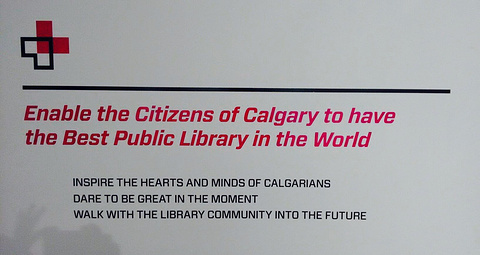 Enable the Citizens of Calgary to have
the Best Public Library in the World
INSPIRE THE HEARTS AND MINDS OF CALGARIANS
DARE TO BE GREAT IN THE MOMENT
WALK WITH THE LIBRARY COMMUNITY INTO THE FUTURE